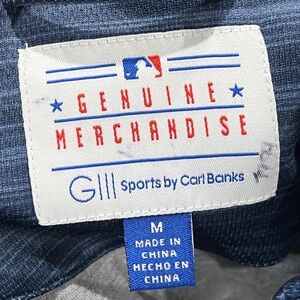 GENUINE
MERCHANDISE
GIII Sports by Carl Banks
M
MADE IN
CHINA
HECHO EN
CHINA